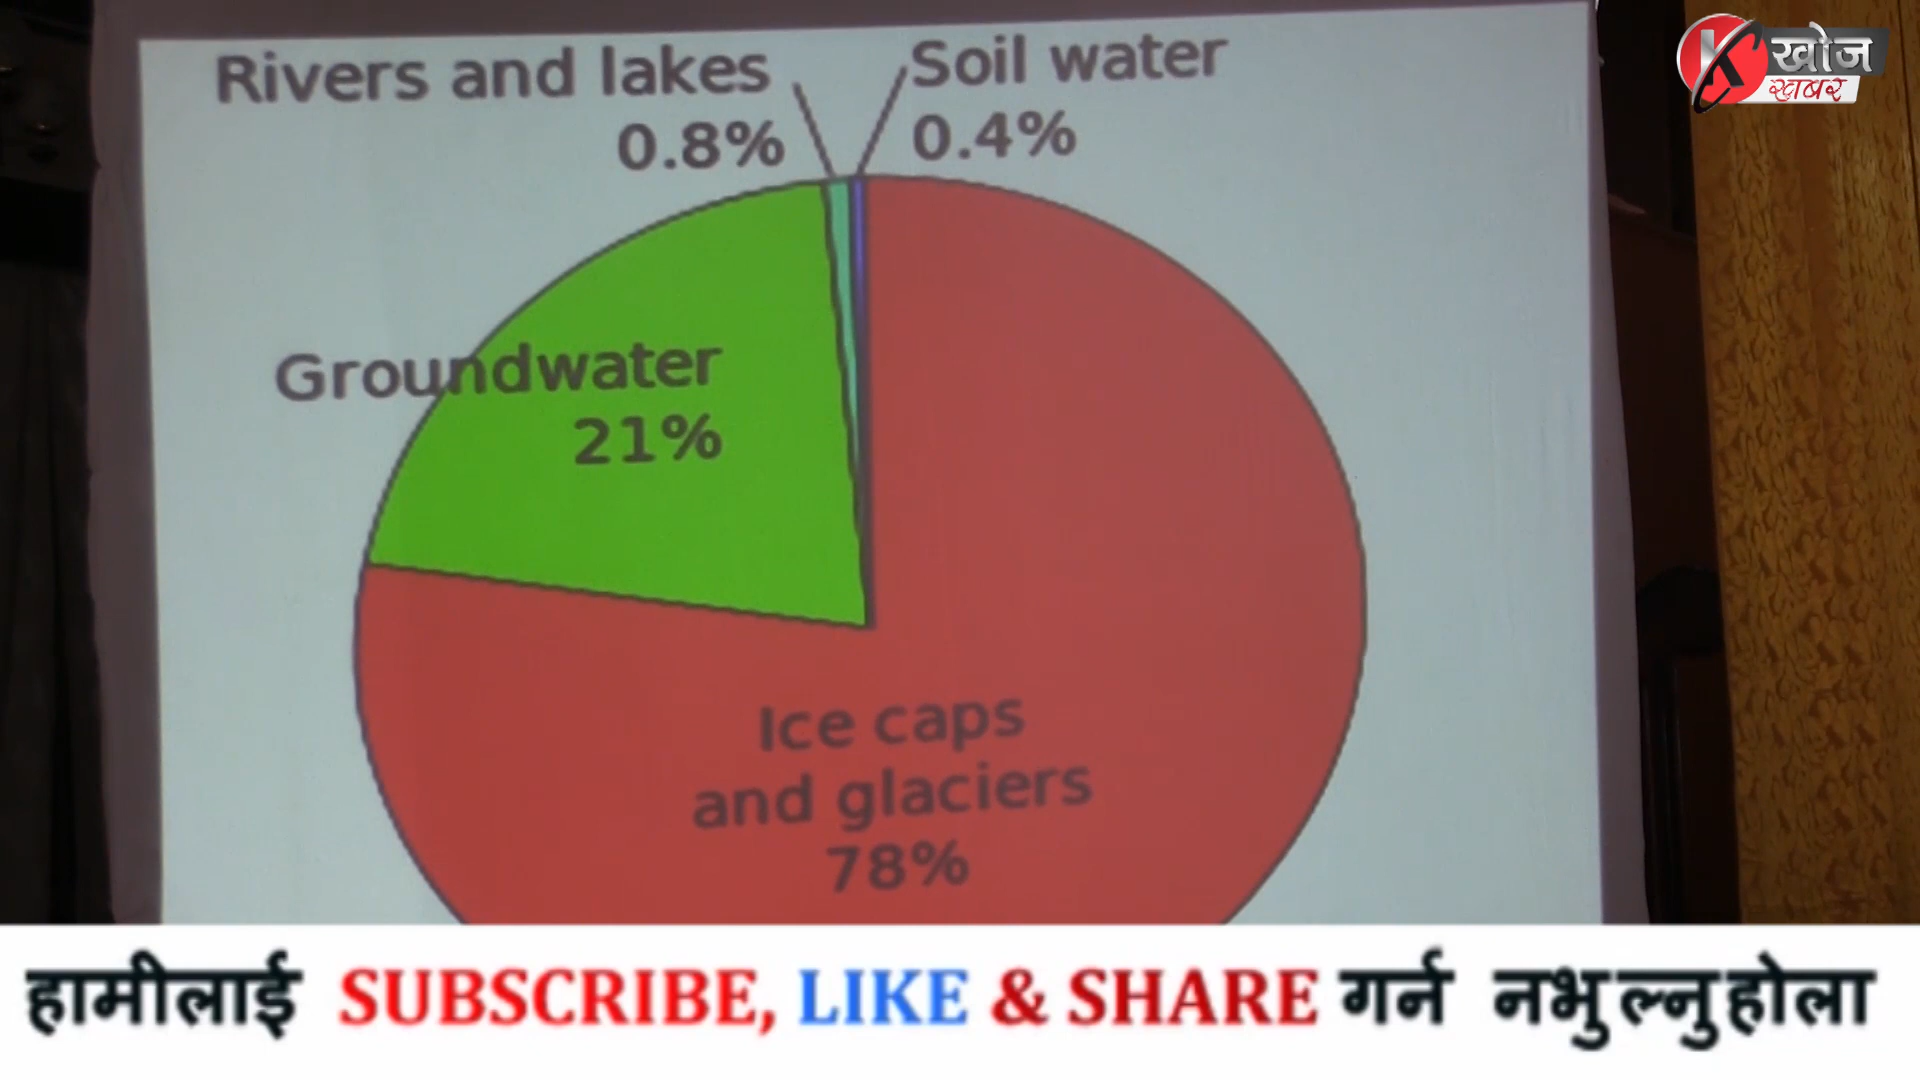 Rivers and lakes
0.8%
Soil water
0.4%
खोज
खबर
Groundwater
21%
Ice caps
and glaciers
78%
हामीलाई SUBSCRIBE, LIKE & SHARE गर्न नभुल्नुहोला